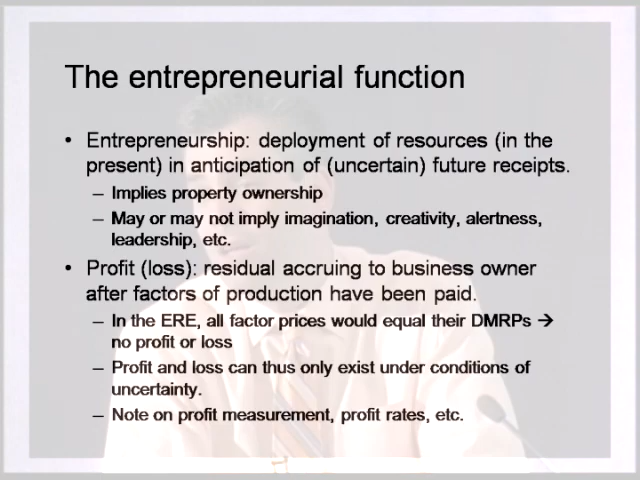 The entrepreneurial function
• Entrepreneurship: deployment of resources (in the
present) in anticipation of (uncertain) future receipts.
– Implies property ownership
– May or may not imply imagination, creativity, alertness,
leadership, etc.
• Profit (loss): residual accruing to business owner
after factors of production have been paid.
– In the ERE, all factor prices would equal their DMRPs →
no profit or loss
– Profit and loss can thus only exist under conditions of
uncertainty.
– Note on profit measurement, profit rates, etc.